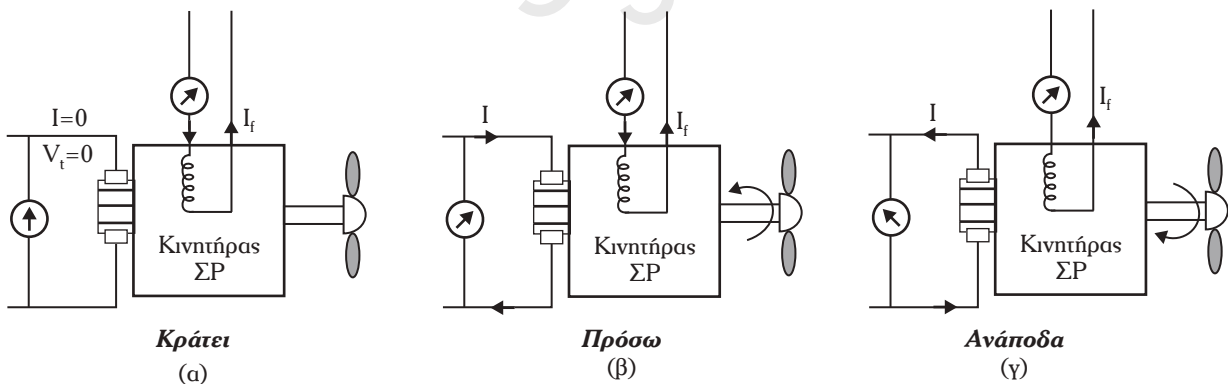 I=0
V_t=0
I_f
Κινητήρας
ΣΡ
Κράτει
(α)
I
I_f
Κινητήρας
ΣΡ
Πρόσω
(β)
I
I_f
Κινητήρας
ΣΡ
Ανάποδα
(γ)